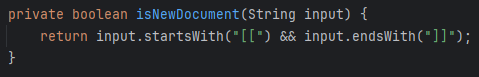 private boolean isNewDocument(String input) {
    return input.startsWith("[[") && input.endsWith("]]");
}